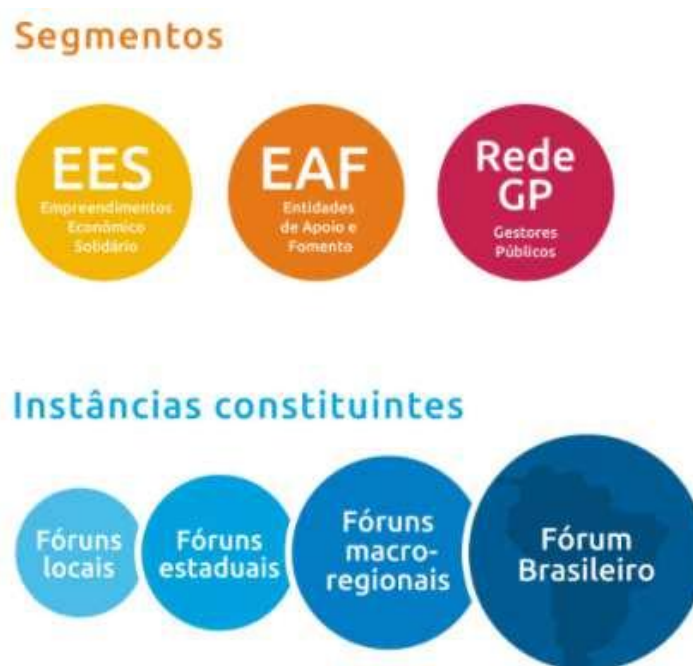 Segmentos
EES
Empreendimentos
Econômico
Solidário
EAF
Entidades
de Apoio e
Fomento
Rede
GP
Gestores
Públicos
Instâncias constituintes
Fóruns
locais
Fóruns
estaduais
Fóruns
macro-
regionais
Fórum
Brasileiro